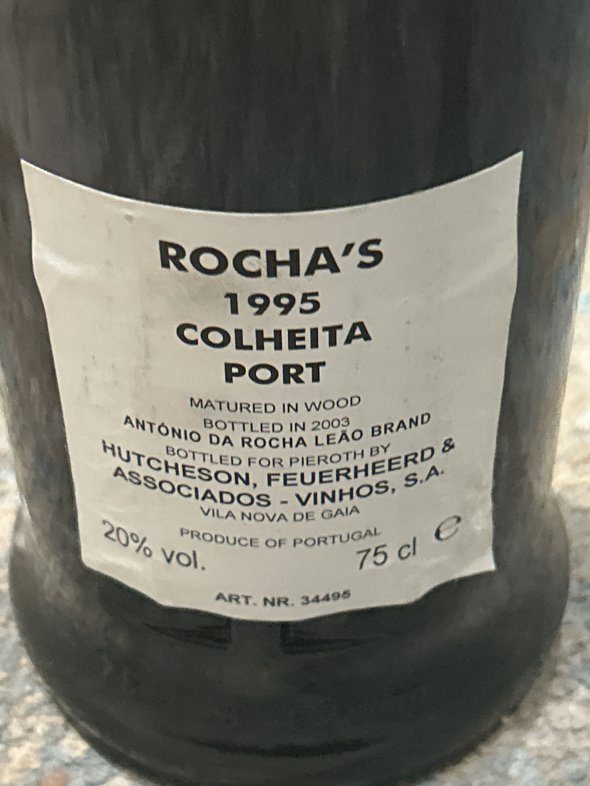 ROCHA'S
1995
COLHEITA
PORT
MATURED IN WOOD
BOTTLED IN 2003
ANTÓNIO DA ROCHA LEÃO BRAND
BOTTLED FOR PIEROTH BY
HUTCHESON, FEUERHEERD &
ASSOCIADOS - VINHOS, S.A.
VILA NOVA DE GAIA
PRODUCE OF PORTUGAL
20% vol. 75 cl e
ART. NR. 34495